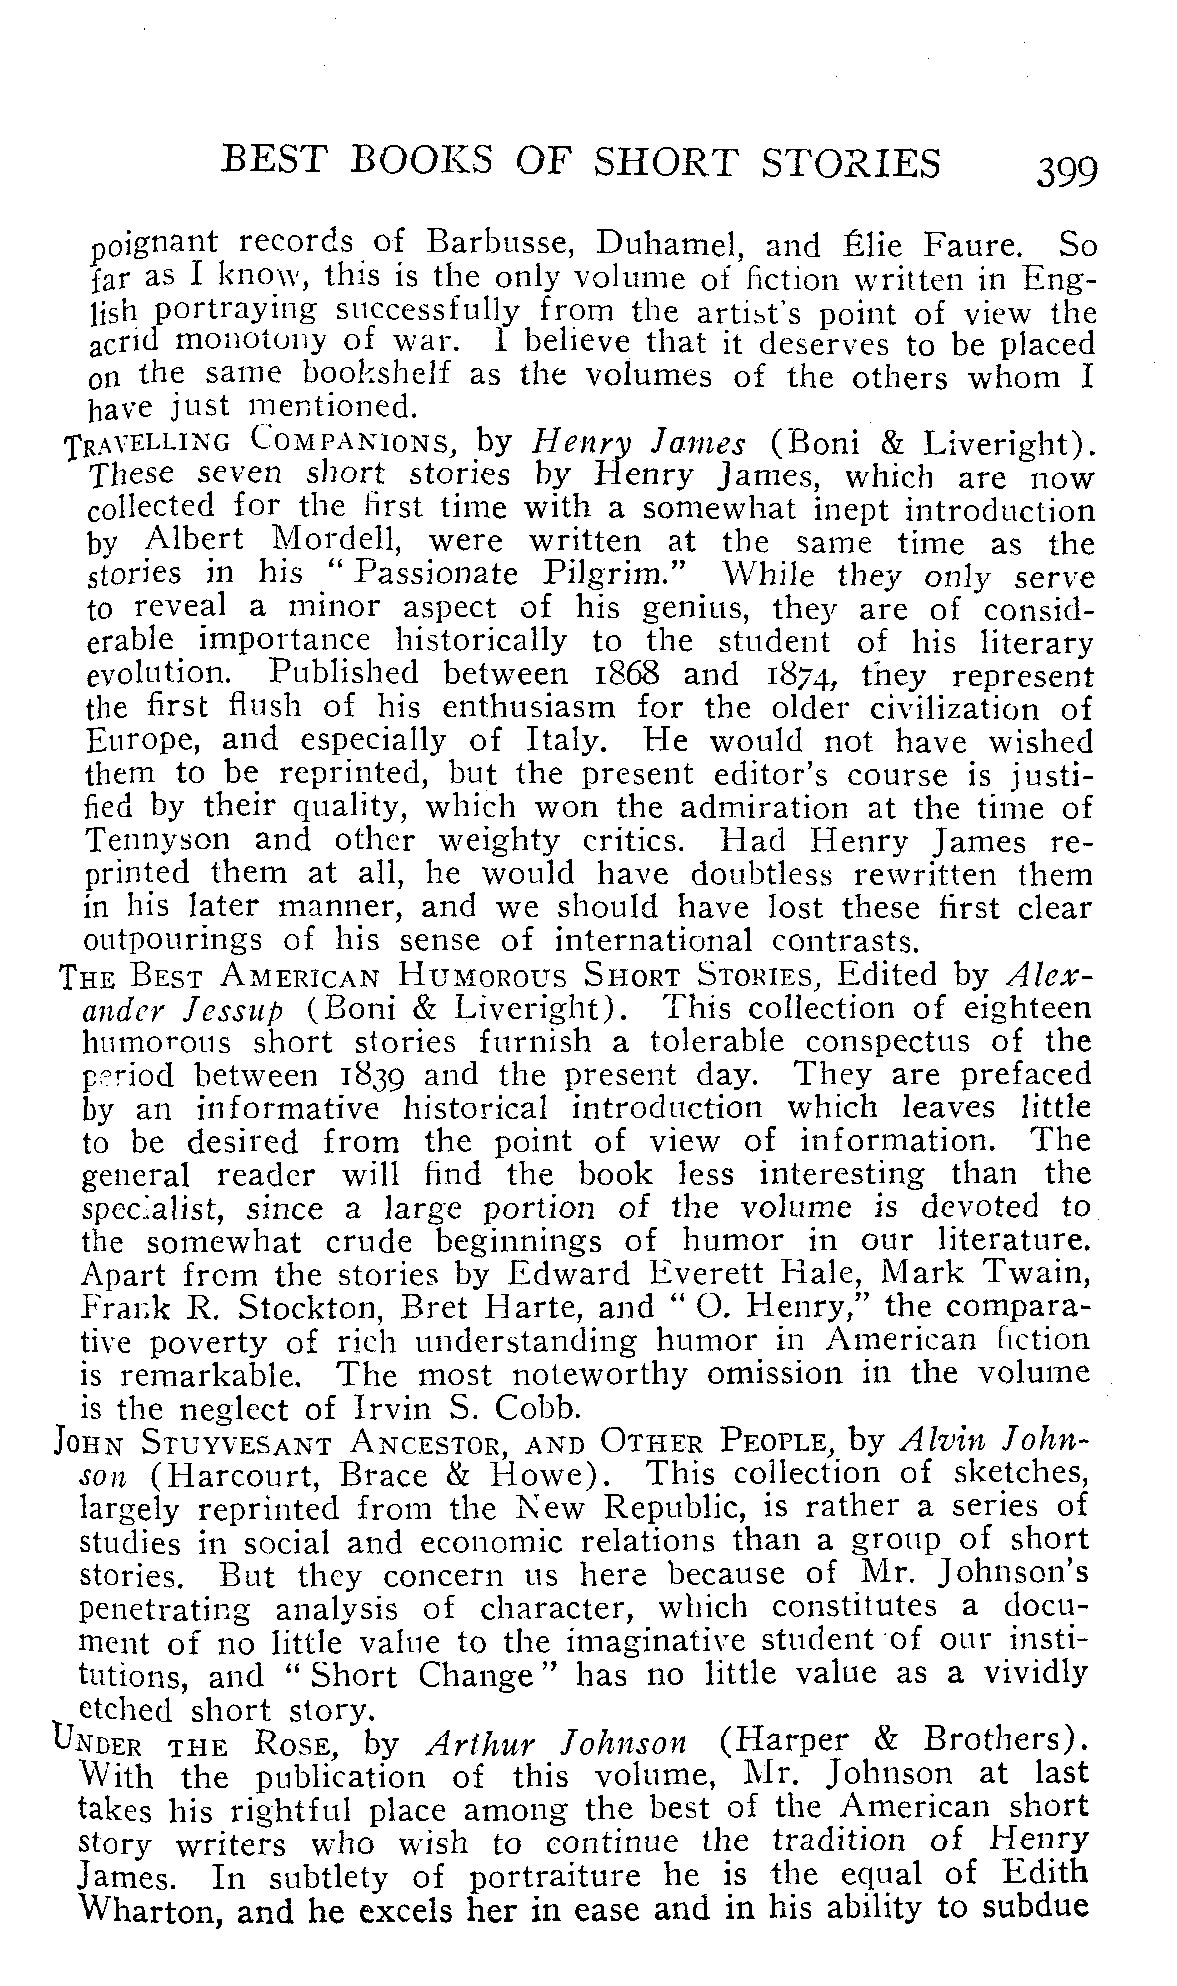 BEST BOOKS OF SHORT STORIES 399
poignant records of Barbusse, Duhamel, and Élie Faure. So
far as I know, this is the only volume of fiction written in Eng-
lish portraying successfully from the artist's point of view the
acrid monotony of war. I believe that it deserves to be placed
on the same bookshelf as the volumes of the others whom I
have just mentioned.
TRAVELLING COMPANIONS, by Henry James (Boni & Liveright).
These seven short stories by Henry James, which are now
collected for the first time with a somewhat inept introduction
by Albert Mordell, were written at the same time as the
stories in his “ Passionate Pilgrim.” While they only serve
to reveal a minor aspect of his genius, they are of consid-
erable importance historically to the student of his literary
evolution. Published between 1868 and 1874, they represent
the first flush of his enthusiasm for the older civilization of
Europe, and especially of Italy. He would not have wished
them to be reprinted, but the present editor's course is justi-
fied by their quality, which won the admiration at the time of
Tennyson and other weighty critics. Had Henry James re-
printed them at all, he would have doubtless rewritten them
in his later manner, and we should have lost these first clear
outpourings of his sense of international contrasts.
THE BEST AMERICAN HUMOROUS SHORT STORIES, Edited by Alex-
ander Jessup (Boni & Liveright). This collection of eighteen
humorous short stories furnish a tolerable conspectus of the
period between 1839 and the present day. They are prefaced
by an informative historical introduction which leaves little
to be desired from the point of view of information. The
general reader will find the book less interesting than the
specialist, since a large portion of the volume is devoted to
the somewhat crude beginnings of humor in our literature.
Apart from the stories by Edward Everett Hale, Mark Twain,
Frank R. Stockton, Bret Harte, and “ O. Henry,” the compara-
tive poverty of rich understanding humor in American fiction
is remarkable. The most noteworthy omission in the volume
is the neglect of Irvin S. Cobb.
JOHN STUYVESANT ANCESTOR, AND OTHER PEOPLE, by Alvin John-
son (Harcourt, Brace & Howe). This collection of sketches,
largely reprinted from the New Republic, is rather a series of
studies in social and economic relations than a group of short
stories. But they concern us here because of Mr. Johnson's
penetrating analysis of character, which constitutes a docu-
ment of no little value to the imaginative student of our insti-
tutions, and “ Short Change ” has no little value as a vividly
etched short story.
UNDER THE ROSE, by Arthur Johnson (Harper & Brothers).
With the publication of this volume, Mr. Johnson at last
takes his rightful place among the best of the American short
story writers who wish to continue the tradition of Henry
James. In subtlety of portraiture he is the equal of Edith
Wharton, and he excels her in ease and in his ability to subdue